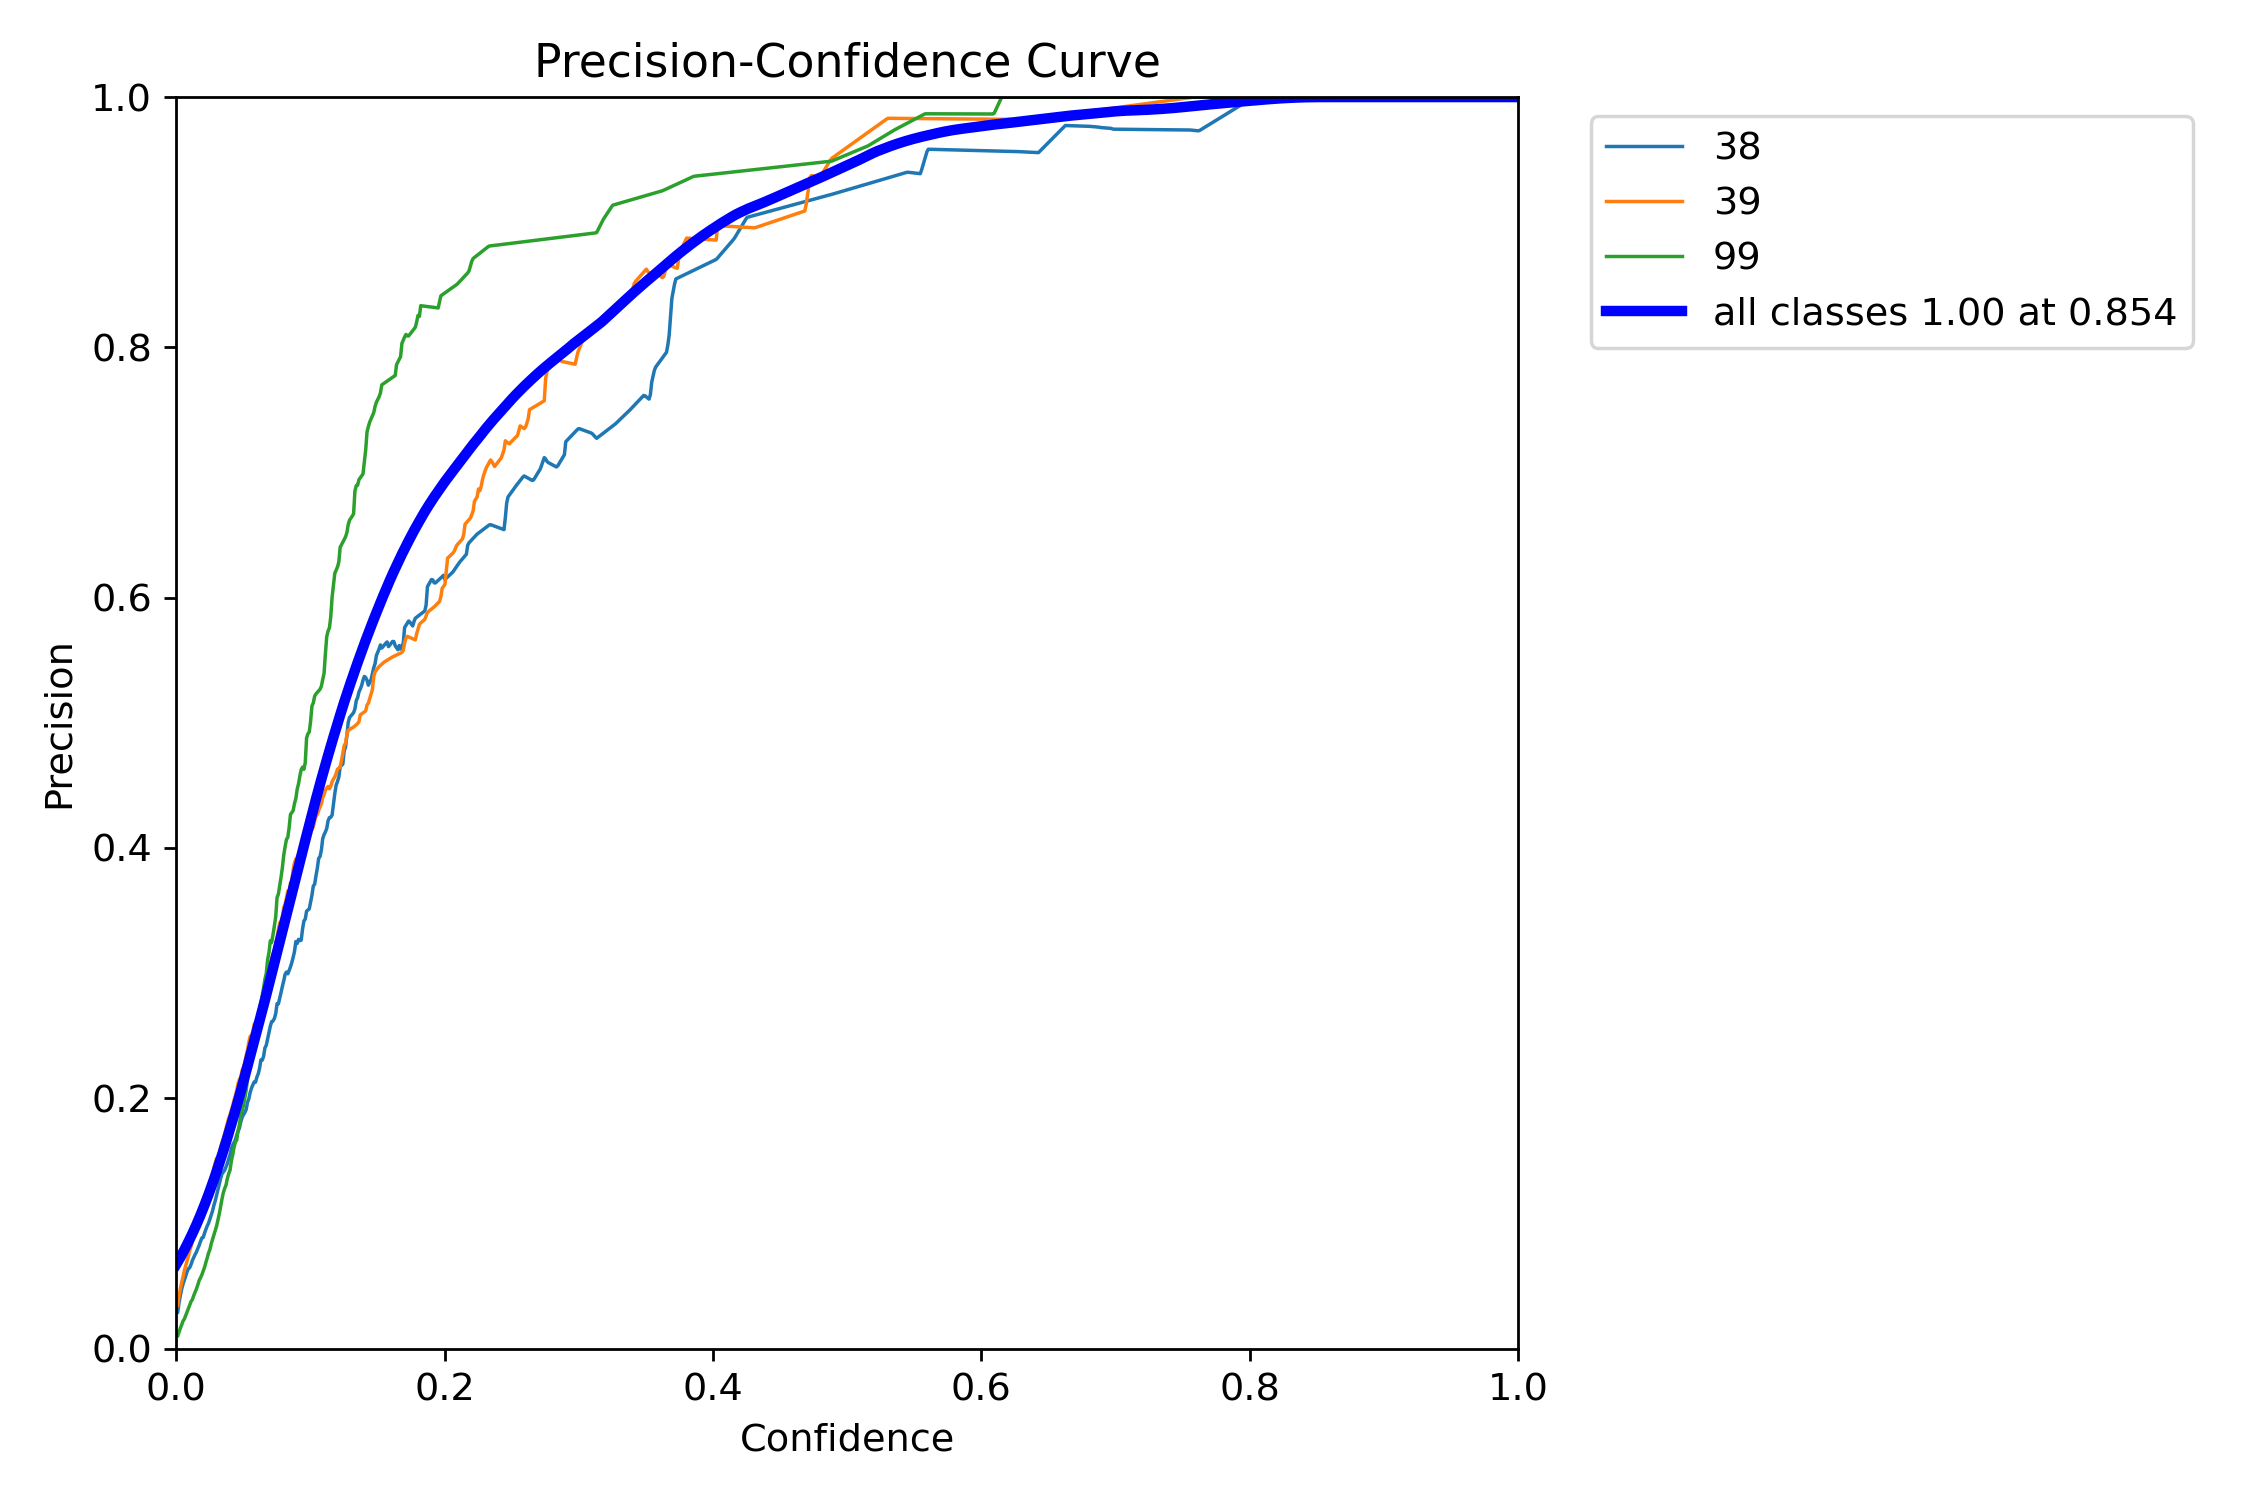 Precision-Confidence Curve
1.0
0.8
0.6
0.4
0.2
0.0
Precision
0.0 0.2 0.4 0.6 0.8 1.0
Confidence
38
39
99
all classes 1.00 at 0.854